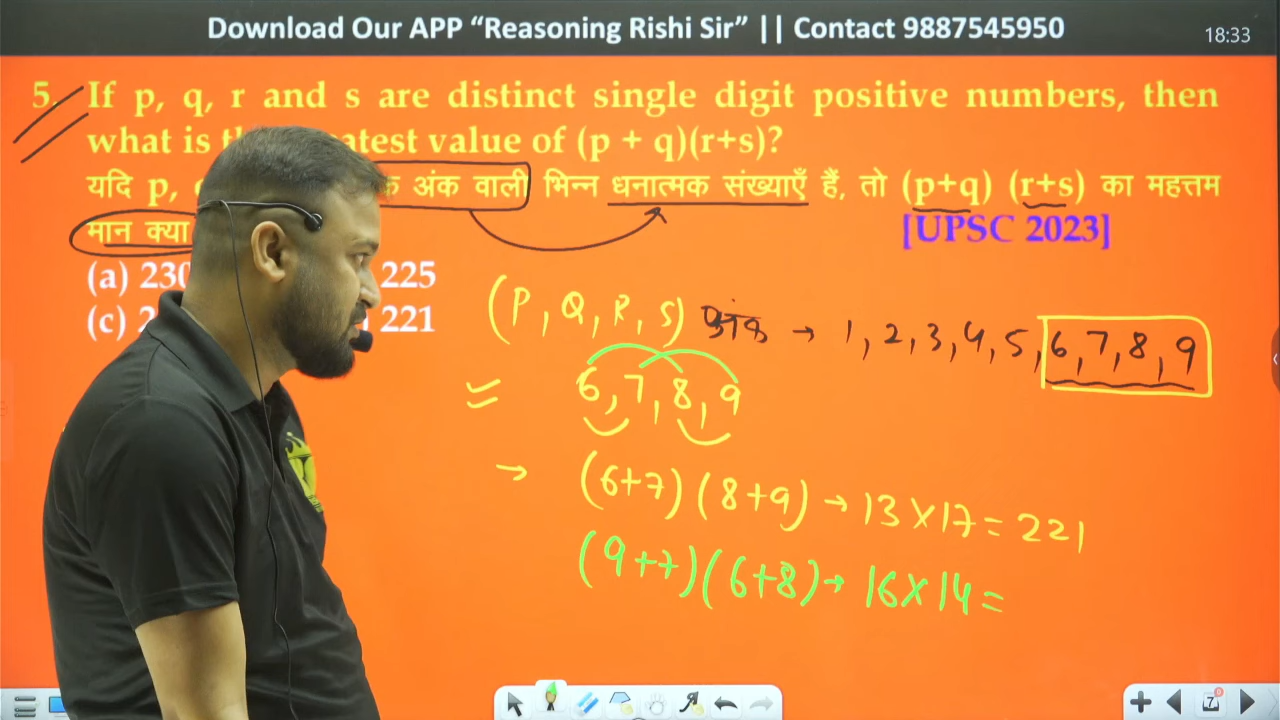 Download Our APP “Reasoning Rishi Sir” || Contact 9887545950
18:33
5. If p, q, r and s are distinct single digit positive numbers, then
what is value of (p + q)(r+s)?
यदि p, अंक वाली भिन्न धनात्मक संख्याएँ हैं, तो (p+q) (r+s) का महत्तम
मान क्या
[UPSC 2023]
(a) 230 225
(c) 221
(P, Q, R, S) अंक → 1, 2, 3, 4, 5, 6, 7, 8, 9
= 6, 7, 8, 9
→ (6+7) (8+9) → 13 × 17 = 221
(9+7)(6+8) → 16 × 14 =